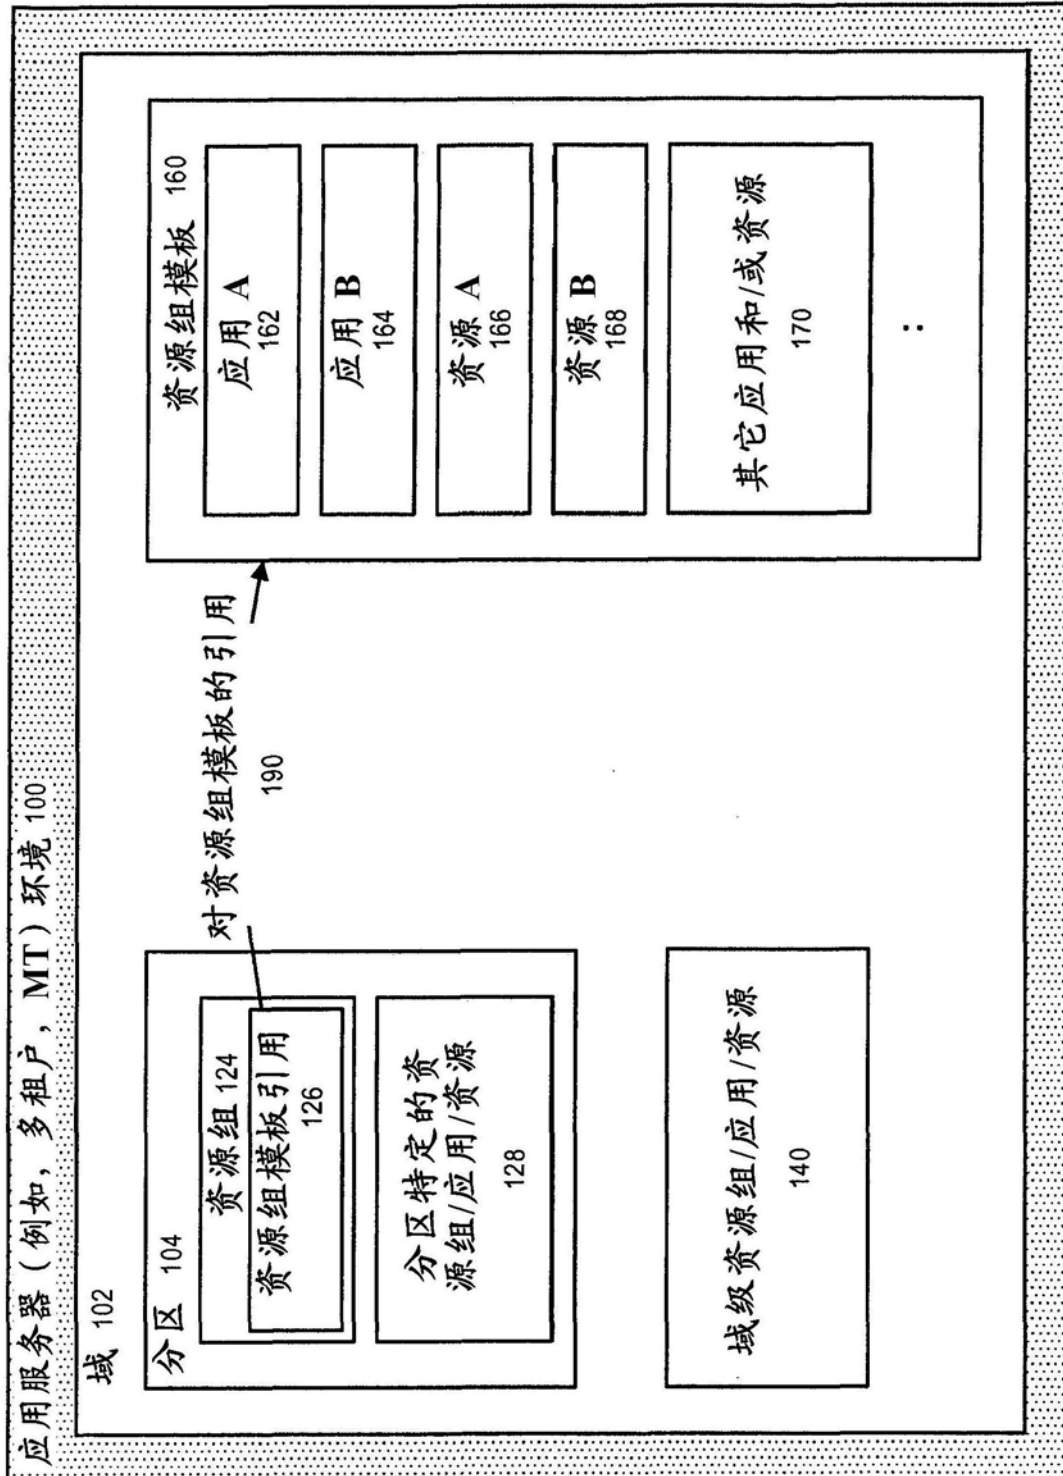 应用服务器（例如，多租户，MT）环境 100
域 102
分区 104
资源组 124
资源组模板引用
126
分区特定的资
源组/应用/资源
128
域级资源组/应用/资源
140
对资源组模板的引用
190
资源组模板 160
应用 A
162
应用 B
164
资源 A
166
资源 B
168
其它应用和/或资源
170